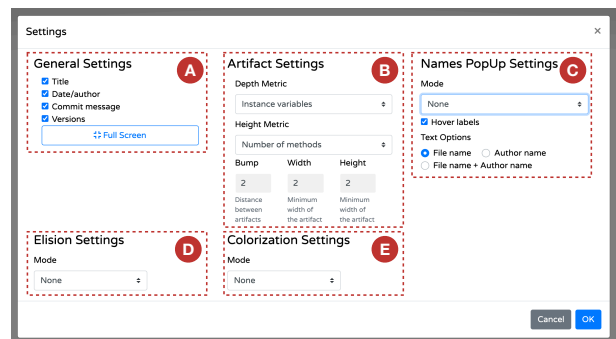 Settings
×
General Settings
A
Title
Date/author
Commit message
Versions
Full Screen
Artifact Settings
B
Depth Metric
Instance variables
Height Metric
Number of methods
Bump Width Height
2 2 2
Distance between artifacts
Minimum width of the artifact
Minimum width of the artifact
Names PopUp Settings
C
Mode
None
Hover labels
Text Options
File name Author name
File name + Author name
Elision Settings
D
Mode
None
Colorization Settings
E
Mode
None
Cancel OK